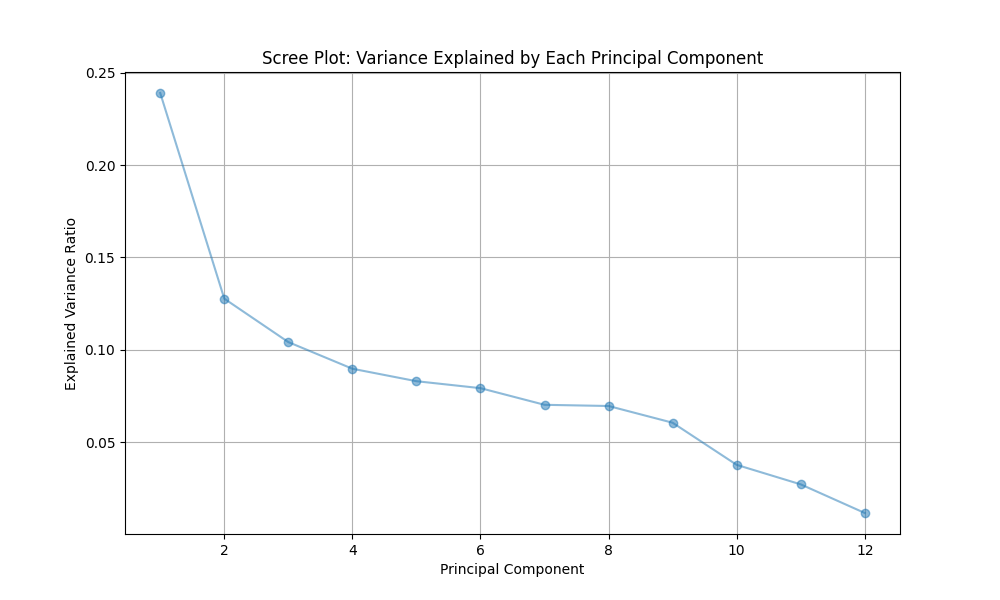 Scree Plot: Variance Explained by Each Principal Component
Explained Variance Ratio
0.25
0.20
0.15
0.10
0.05
2 4 6 8 10 12
Principal Component